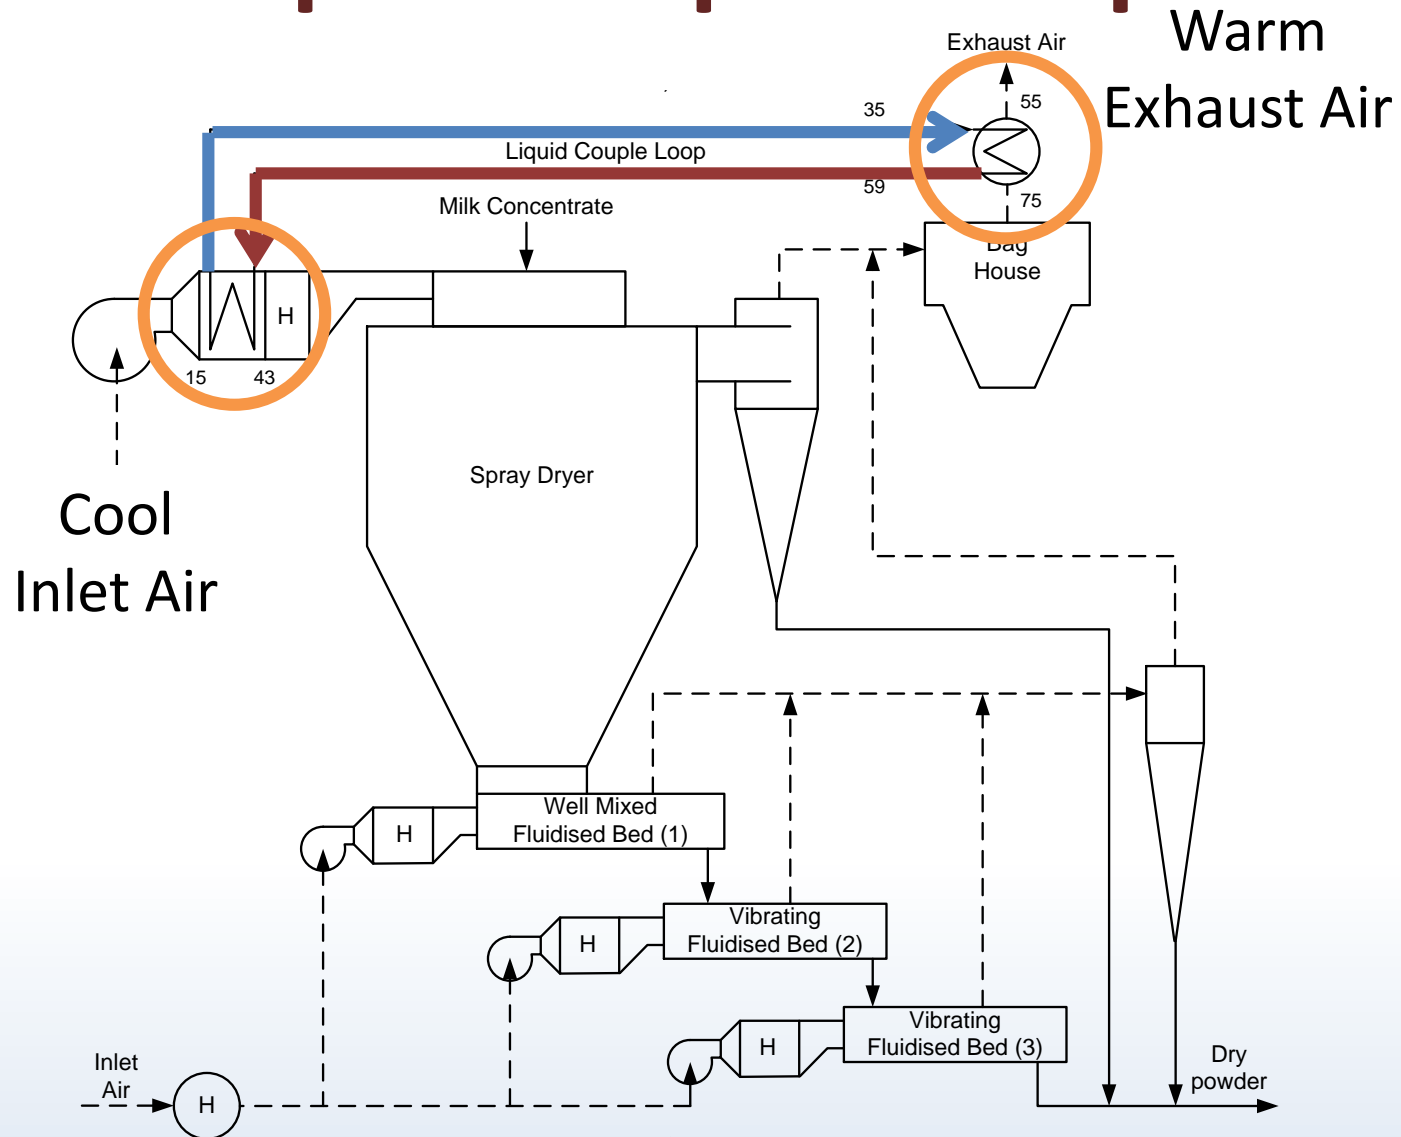 Warm
Exhaust Air
Exhaust Air
55
35
Liquid Couple Loop
59
75
Milk Concentrate
Bag
House
H
15
43
Spray Dryer
Cool
Inlet Air
Well Mixed
Fluidised Bed (1)
H
Vibrating
Fluidised Bed (2)
H
Vibrating
Fluidised Bed (3)
H
Inlet
Air
H
Dry
powder